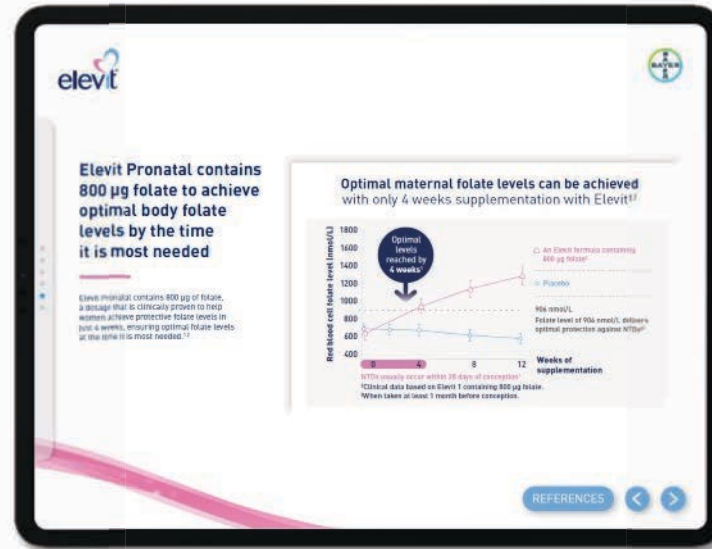 elevit
BAYER
BAYER
Elevit Pronatal contains
800 µg folate to achieve
optimal body folate
levels by the time
it is most needed
Elevit Pronatal contains 800 µg of folate,
a dosage that is clinically proven to help
women achieve protective folate levels in
just 4 weeks, ensuring optimal folate levels
at the time it is most needed.¹,²
Optimal maternal folate levels can be achieved
with only 4 weeks supplementation with Elevit
Red blood cell folate level (nmol/L)
1800
1600
1400
1200
1000
800
600
400
Optimal
levels
reached by
4 weeks¹
An Elevit formula containing
800 µg folate
Placebo
906 nmol/L
Folate level of 906 nmol/L delivers
optimal protection against NTDs
0 4 8 12
Weeks of
supplementation
NTDs usually occur within 28 days of conception
Clinical data based on Elevit 1 containing 800 µg folate.
When taken at least 1 month before conception.
REFERENCES